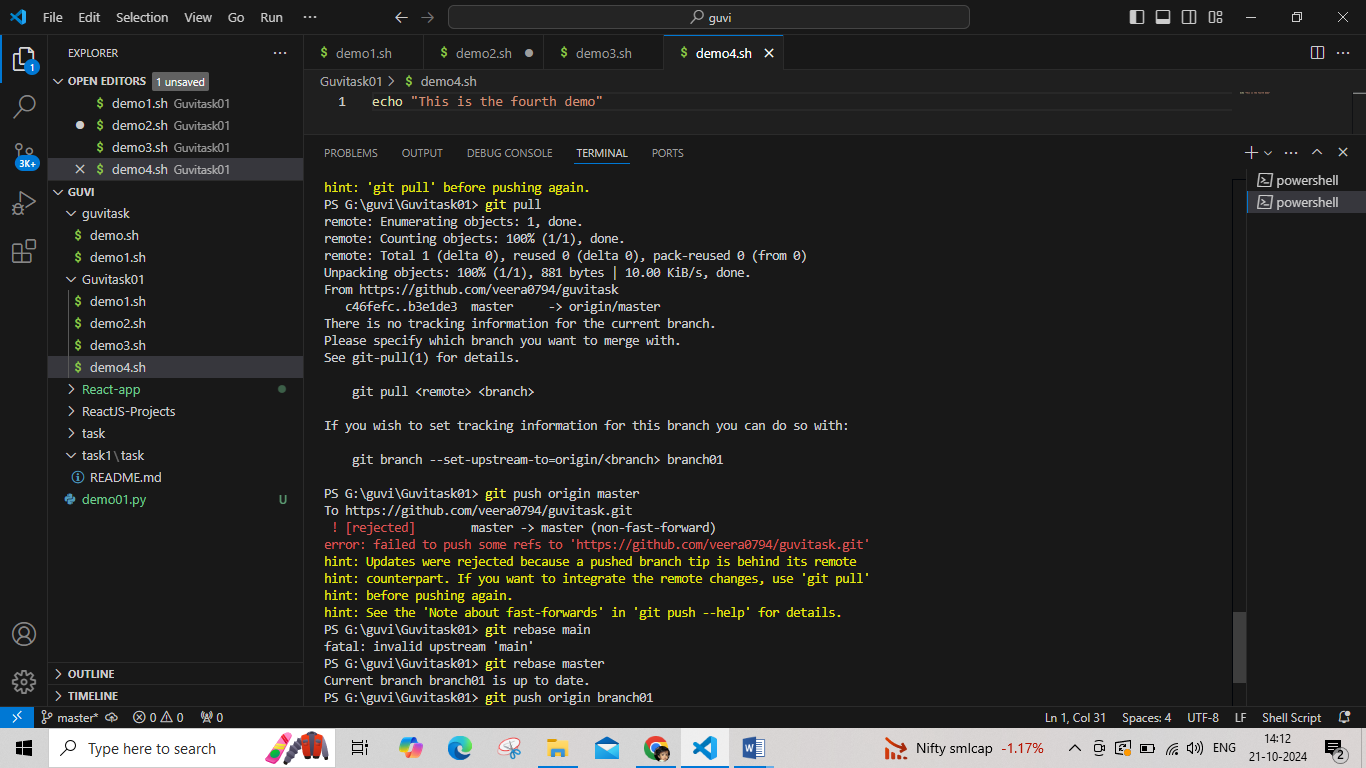 File Edit Selection View Go Run ··· guvi
EXPLORER ···
OPEN EDITORS 1 unsaved
$ demo1.sh Guvitask01
$ demo2.sh Guvitask01
$ demo3.sh Guvitask01
$ demo4.sh Guvitask01
GUVI
guvitask
$ demo.sh
$ demo1.sh
Guvitask01
$ demo1.sh
$ demo2.sh
$ demo3.sh
$ demo4.sh
React-app
ReactJS-Projects
task
task1\task
README.md
demo01.py U
OUTLINE
TIMELINE
1
3K+
$ demo1.sh $ demo2.sh $ demo3.sh $ demo4.sh
Guvitask01 > $ demo4.sh
1 echo "This is the fourth demo"
PROBLEMS OUTPUT DEBUG CONSOLE TERMINAL PORTS
powershell
powershell
hint: 'git pull' before pushing again.
PS G:\guvi\Guvitask01> git pull
remote: Enumerating objects: 1, done.
remote: Counting objects: 100% (1/1), done.
remote: Total 1 (delta 0), reused 0 (delta 0), pack-reused 0 (from 0)
Unpacking objects: 100% (1/1), 881 bytes | 10.00 KiB/s, done.
From https://github.com/veera0794/guvitask
c46fefc..b3e1de3 master -> origin/master
There is no tracking information for the current branch.
Please specify which branch you want to merge with.
See git-pull(1) for details.
git pull <remote> <branch>
If you wish to set tracking information for this branch you can do so with:
git branch --set-upstream-to=origin/<branch> branch01
PS G:\guvi\Guvitask01> git push origin master
To https://github.com/veera0794/guvitask.git
! [rejected] master -> master (non-fast-forward)
error: failed to push some refs to 'https://github.com/veera0794/guvitask.git'
hint: Updates were rejected because a pushed branch tip is behind its remote
hint: counterpart. If you want to integrate the remote changes, use 'git pull'
hint: before pushing again.
hint: See the 'Note about fast-forwards' in 'git push --help' for details.
PS G:\guvi\Guvitask01> git rebase main
fatal: invalid upstream 'main'
PS G:\guvi\Guvitask01> git rebase master
Current branch branch01 is up to date.
PS G:\guvi\Guvitask01> git push origin branch01
master* 0 0 0 Ln 1, Col 31 Spaces: 4 UTF-8 LF Shell Script
Type here to search Nifty smlcap -1.17% ENG 14:12
21-10-2024 2